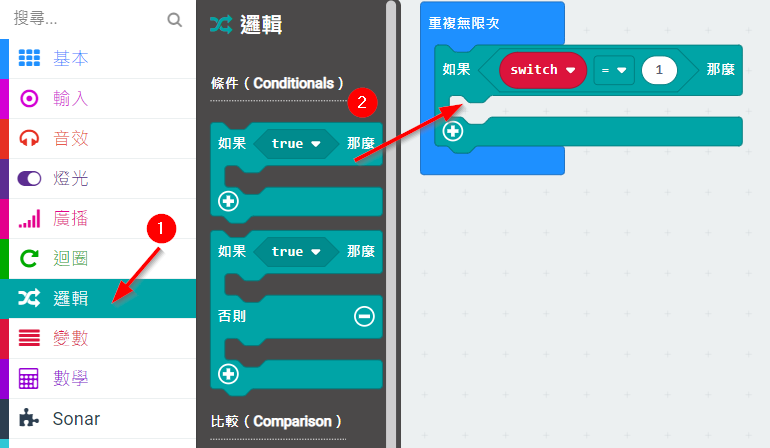 搜尋...
基本
輸入
音效
燈光
廣播
迴圈
邏輯
變數
數學
Sonar
1
邏輯
條件 ( Conditionals )
2
如果 true 那麼
如果 true 那麼
否則
比較 ( Comparison )
重複無限次
如果 switch = 1 那麼